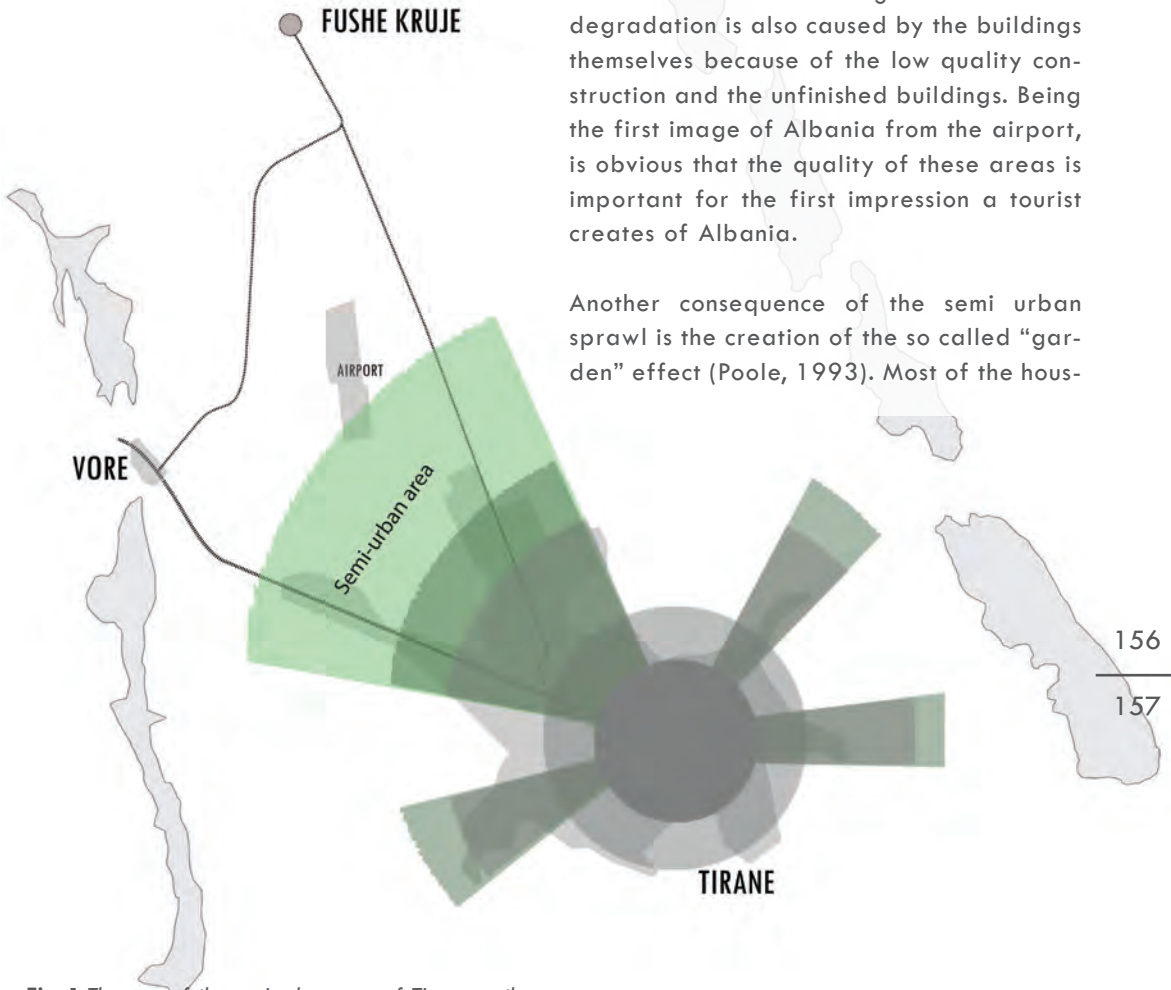 FUSHE KRUJE
degradation is also caused by the buildings
themselves because of the low quality con-
struction and the unfinished buildings. Being
the first image of Albania from the airport,
is obvious that the quality of these areas is
important for the first impression a tourist
creates of Albania.
Another consequence of the semi urban
sprawl is the creation of the so called “gar-
den” effect (Poole, 1993). Most of the hous-
AIRPORT
VORE
Semi-urban area
156
157
TIRANE